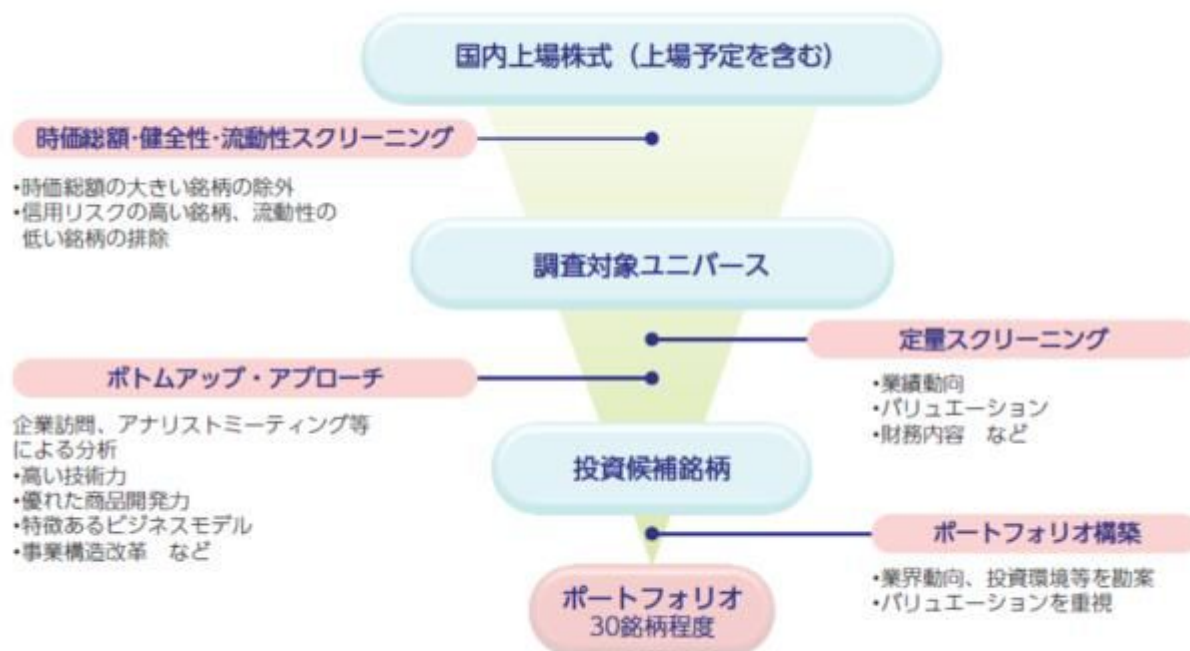 国内上場株式（上場予定を含む）
時価総額･健全性･流動性スクリーニング
•時価総額の大きい銘柄の除外
•信用リスクの高い銘柄、流動性の
低い銘柄の排除
調査対象ユニバース
定量スクリーニング
•業績動向
•バリュエーション
•財務内容　など
ボトムアップ・アプローチ
企業訪問、アナリストミーティング等
による分析
•高い技術力
•優れた商品開発力
•特徴あるビジネスモデル
•事業構造改革　など
投資候補銘柄
ポートフォリオ構築
•業界動向、投資環境等を勘案
•バリュエーションを重視
ポートフォリオ
30銘柄程度